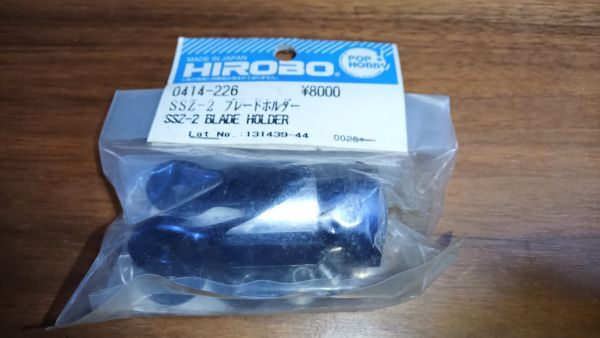 MADE IN JAPAN
HIROBO®
POP
HOBBY
0414-226 ¥8000
SSZ-2 ブレードホルダー
SSZ-2 BLADE HOLDER
Lot No.:131439-44 0028